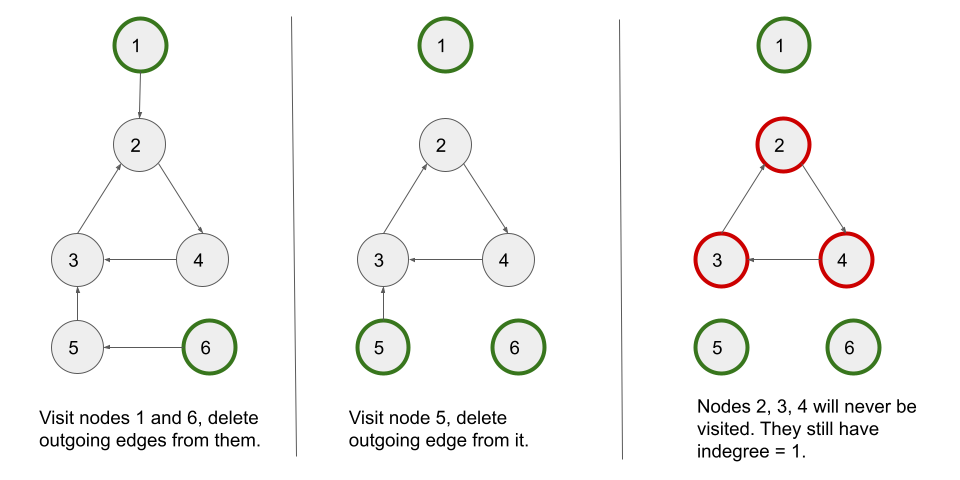 1
2
3
4
5
6
Visit nodes 1 and 6, delete
outgoing edges from them.
1
2
3
4
5
6
Visit node 5, delete
outgoing edge from it.
1
2
3
4
5
6
Nodes 2, 3, 4 will never be
visited. They still have
indegree = 1.